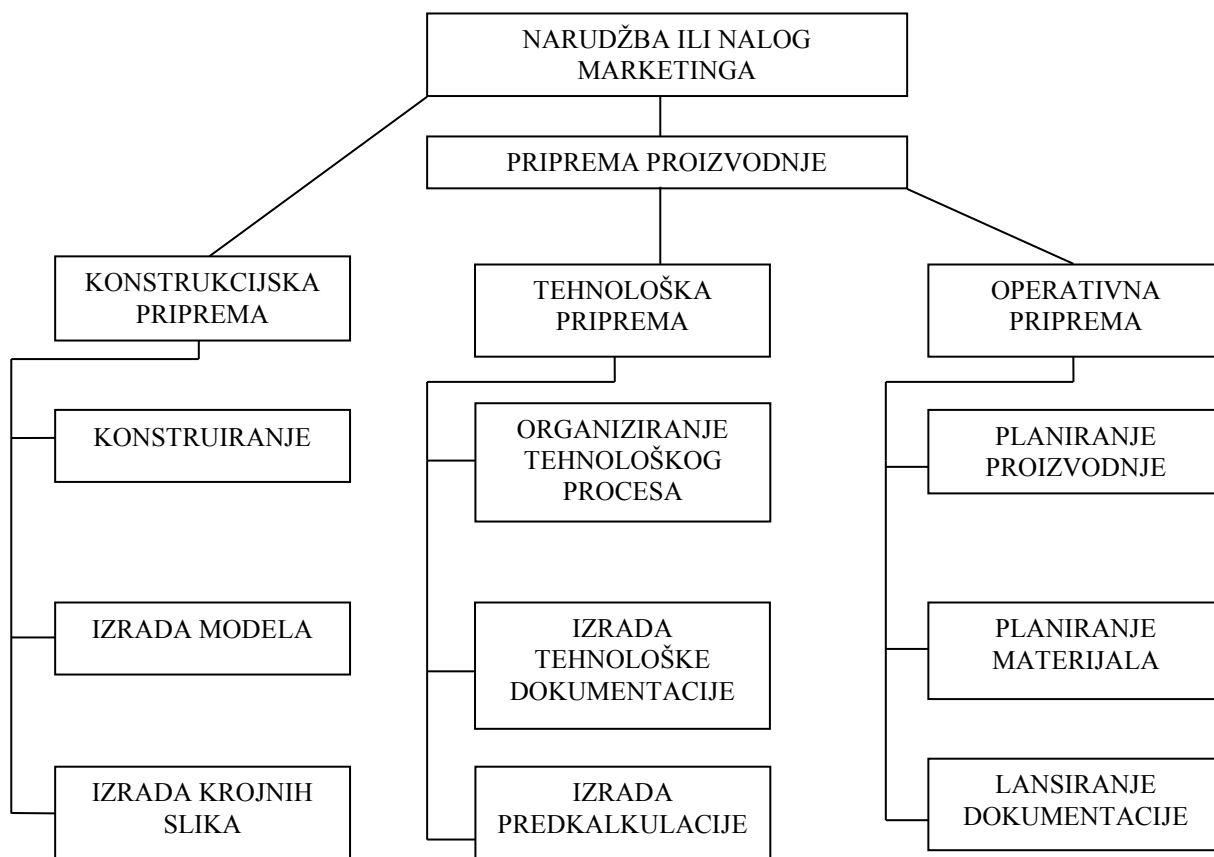 NARUDŽBA ILI NALOG
MARKETINGA
PRIPREMA PROIZVODNJE
KONSTRUKCIJSKA
PRIPREMA
TEHNOLOŠKA
PRIPREMA
OPERATIVNA
PRIPREMA
KONSTRUIRANJE
ORGANIZIRANJE
TEHNOLOŠKOG
PROCESA
PLANIRANJE
PROIZVODNJE
IZRADA MODELA
IZRADA
TEHNOLOŠKE
DOKUMENTACIJE
PLANIRANJE
MATERIJALA
IZRADA KROJNIH
SLIKA
IZRADA
PREDKALKULACIJE
LANSIRANJE
DOKUMENTACIJE